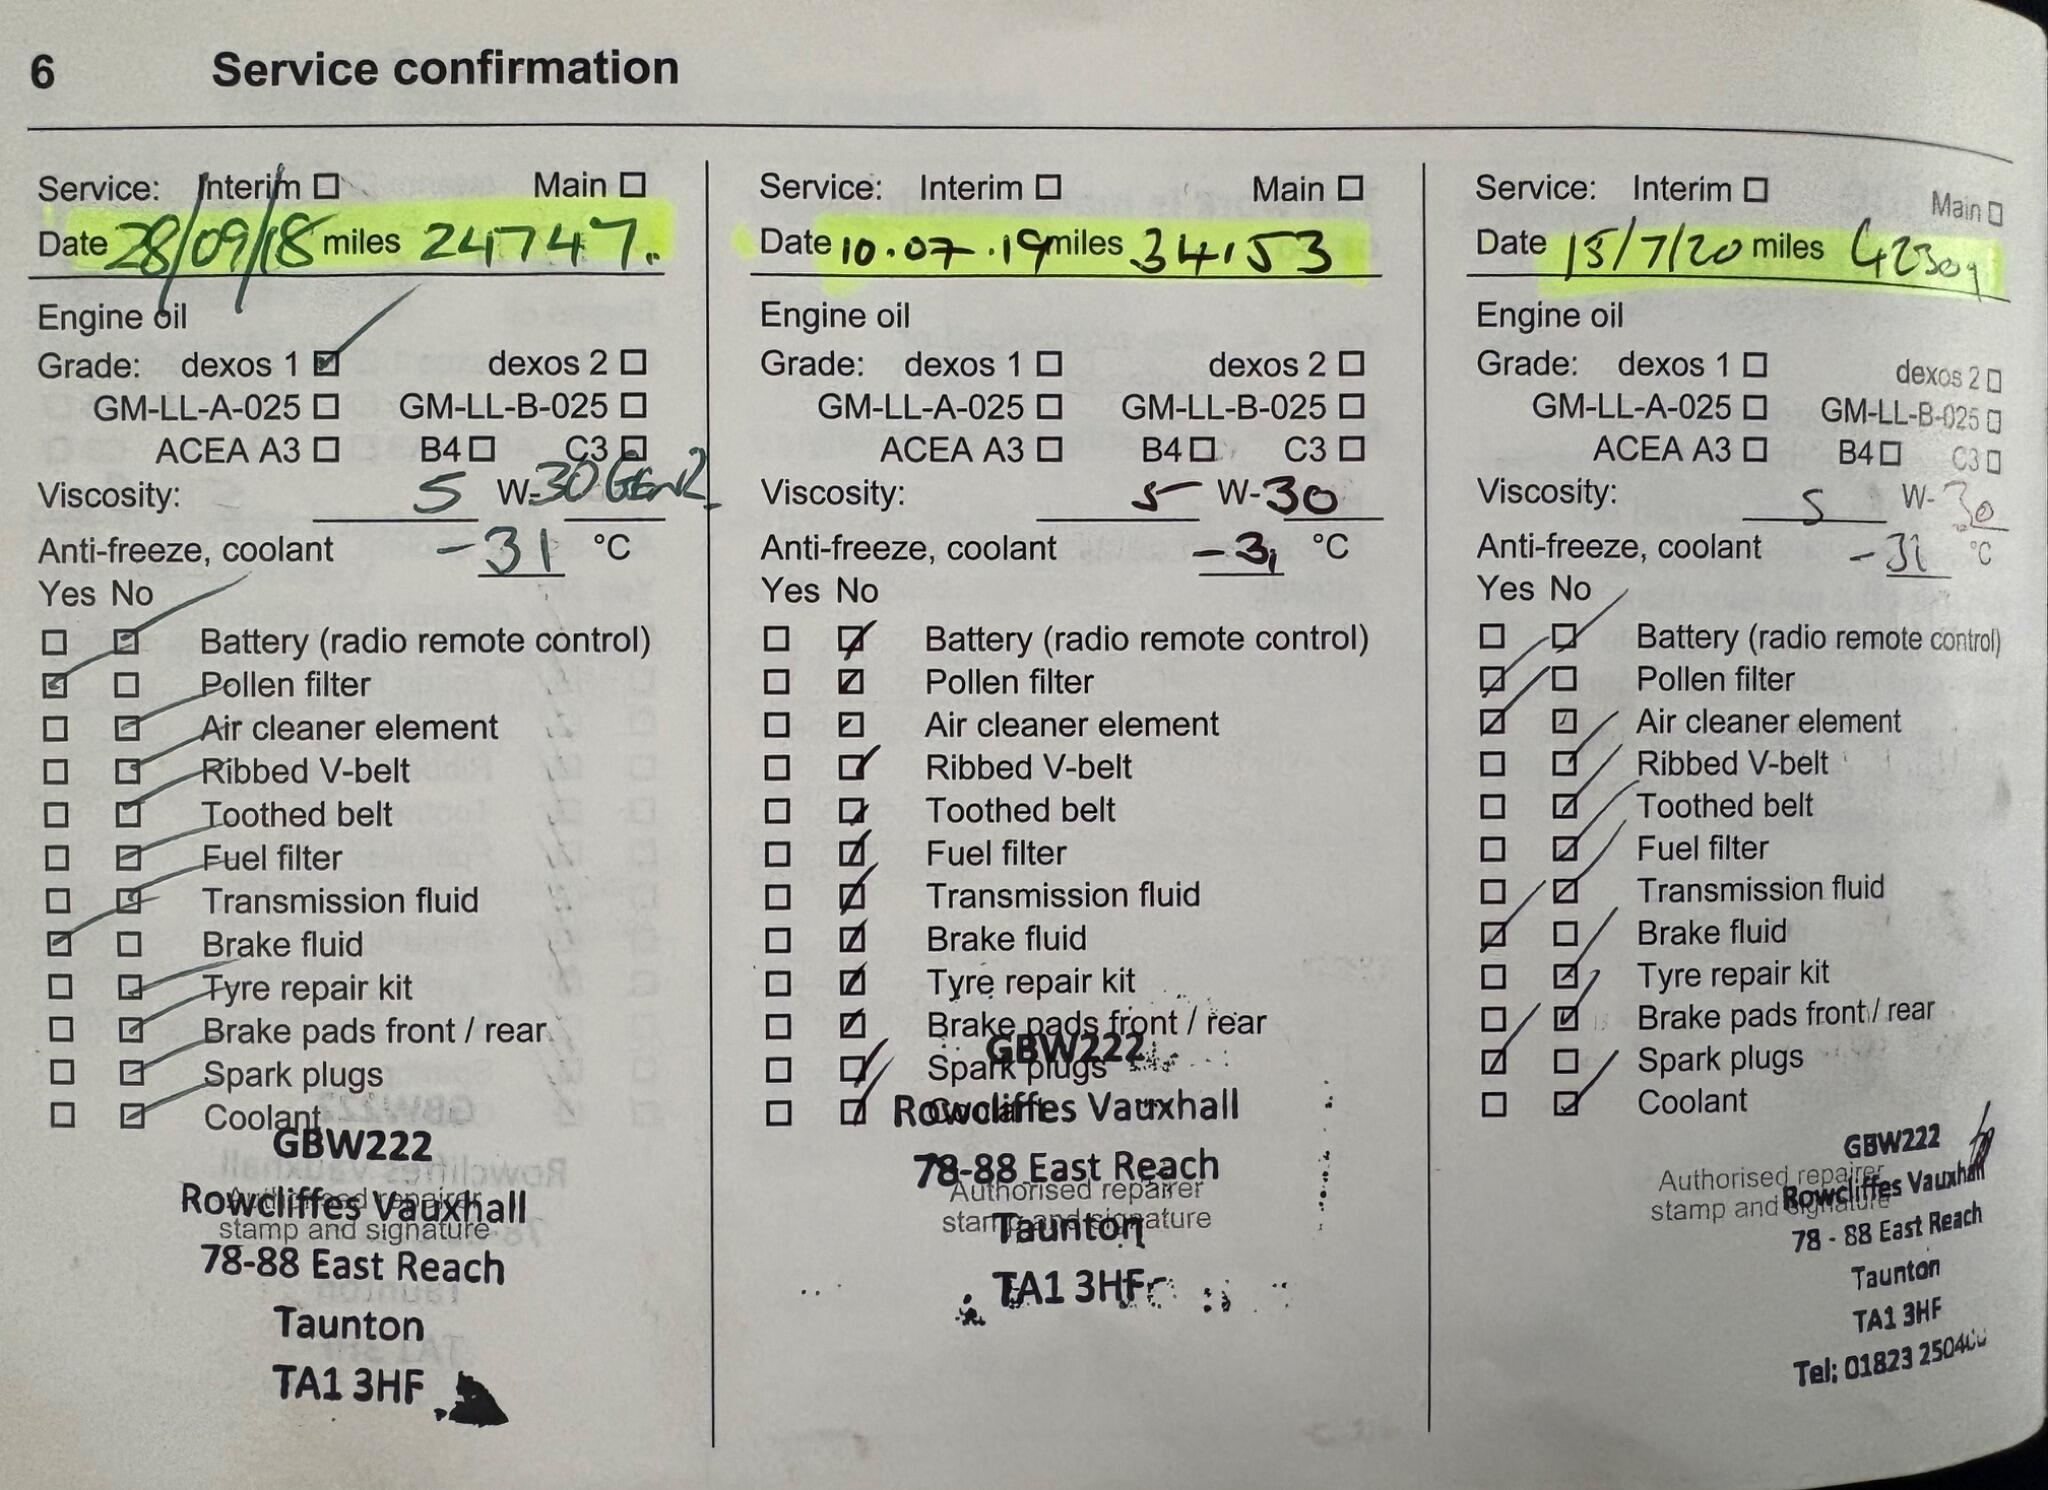 6 Service confirmation
Service: Interim ☐ Main ☐
Date 28/09/18 miles 24747.
Engine oil
Grade: dexos 1 ☑ dexos 2 ☐
GM-LL-A-025 ☐ GM-LL-B-025 ☐
ACEA A3 ☐ B4 ☐ C3 ☐
Viscosity: 5 W-30 GEN2
Anti-freeze, coolant -31 °C
Yes No
☐ ☑ Battery (radio remote control)
☑ ☐ Pollen filter
☐ ☑ Air cleaner element
☐ ☑ Ribbed V-belt
☐ ☑ Toothed belt
☐ ☑ Fuel filter
☐ ☑ Transmission fluid
☑ ☐ Brake fluid
☐ ☑ Tyre repair kit
☐ ☑ Brake pads front / rear
☐ ☑ Spark plugs
☐ ☑ Coolant
GBW222
Rowcliffes Vauxhall
Authorised repairer
stamp and signature
78-88 East Reach
Taunton
TA1 3HF
Service: Interim ☐ Main ☐
Date 10.07.19 miles 34153
Engine oil
Grade: dexos 1 ☐ dexos 2 ☐
GM-LL-A-025 ☐ GM-LL-B-025 ☐
ACEA A3 ☐ B4 ☐ C3 ☐
Viscosity: 5 W-30
Anti-freeze, coolant -31 °C
Yes No
☐ ☑ Battery (radio remote control)
☐ ☑ Pollen filter
☐ ☑ Air cleaner element
☐ ☑ Ribbed V-belt
☐ ☑ Toothed belt
☐ ☑ Fuel filter
☐ ☑ Transmission fluid
☐ ☑ Brake fluid
☐ ☑ Tyre repair kit
☐ ☑ Brake pads front / rear
GBW222
☐ ☑ Spark plugs
☐ ☑ Coolant
Rowcliffes Vauxhall
78-88 East Reach
Authorised repairer
stamp and signature
Taunton
TA1 3HF
Service: Interim ☐ Main ☐
Date 15/7/20 miles 42309
Engine oil
Grade: dexos 1 ☐ dexos 2 ☐
GM-LL-A-025 ☐ GM-LL-B-025 ☐
ACEA A3 ☐ B4 ☐ C3 ☐
Viscosity: 5 W-30
Anti-freeze, coolant -31 °C
Yes No
☐ ☑ Battery (radio remote control)
☑ ☐ Pollen filter
☑ ☐ Air cleaner element
☐ ☑ Ribbed V-belt
☐ ☑ Toothed belt
☐ ☑ Fuel filter
☐ ☑ Transmission fluid
☑ ☐ Brake fluid
☐ ☑ Tyre repair kit
☐ ☑ Brake pads front / rear
☑ ☐ Spark plugs
☐ ☑ Coolant
GBW222
Authorised repairer
Rowcliffes Vauxhall
stamp and signature
78 - 88 East Reach
Taunton
TA1 3HF
Tel: 01823